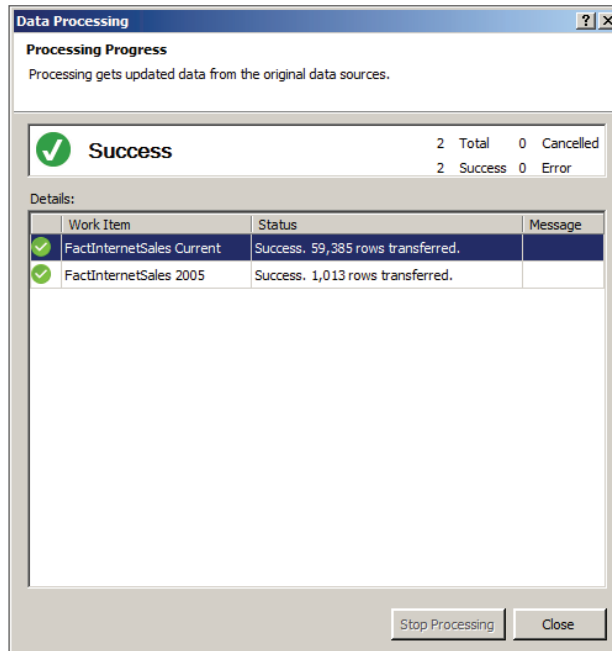 Data Processing
Processing Progress
Processing gets updated data from the original data sources.
Success
2 Total 0 Cancelled
2 Success 0 Error
Details:
Work Item Status Message
FactInternetSales Current Success. 59,385 rows transferred.
FactInternetSales 2005 Success. 1,013 rows transferred.
Stop Processing Close